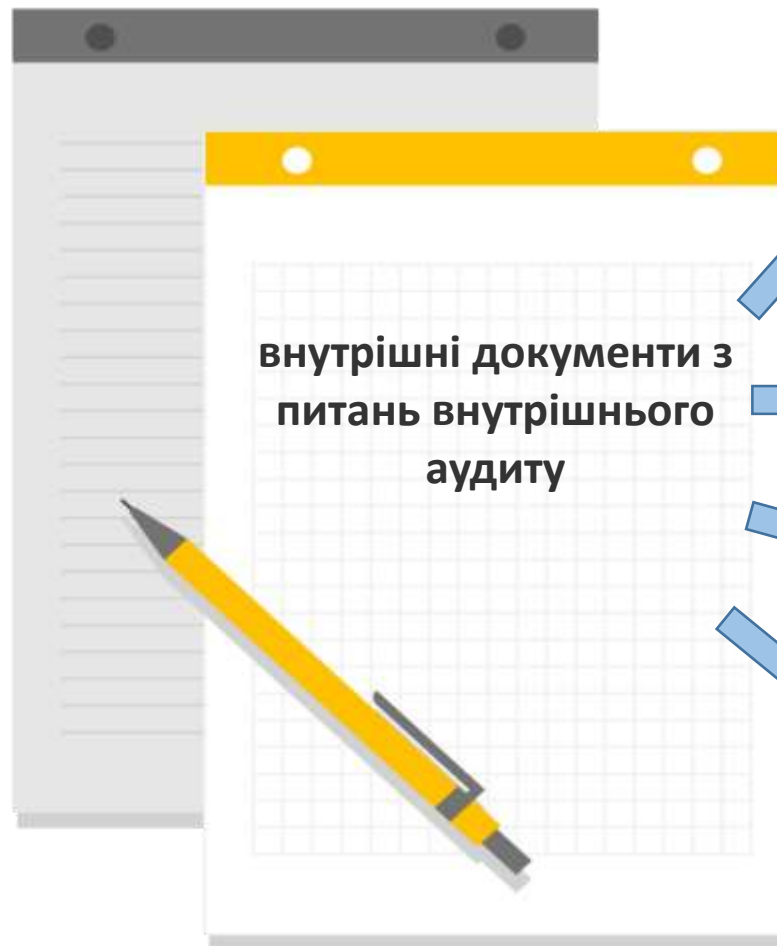 внутрішні документи з
питань внутрішнього
аудиту